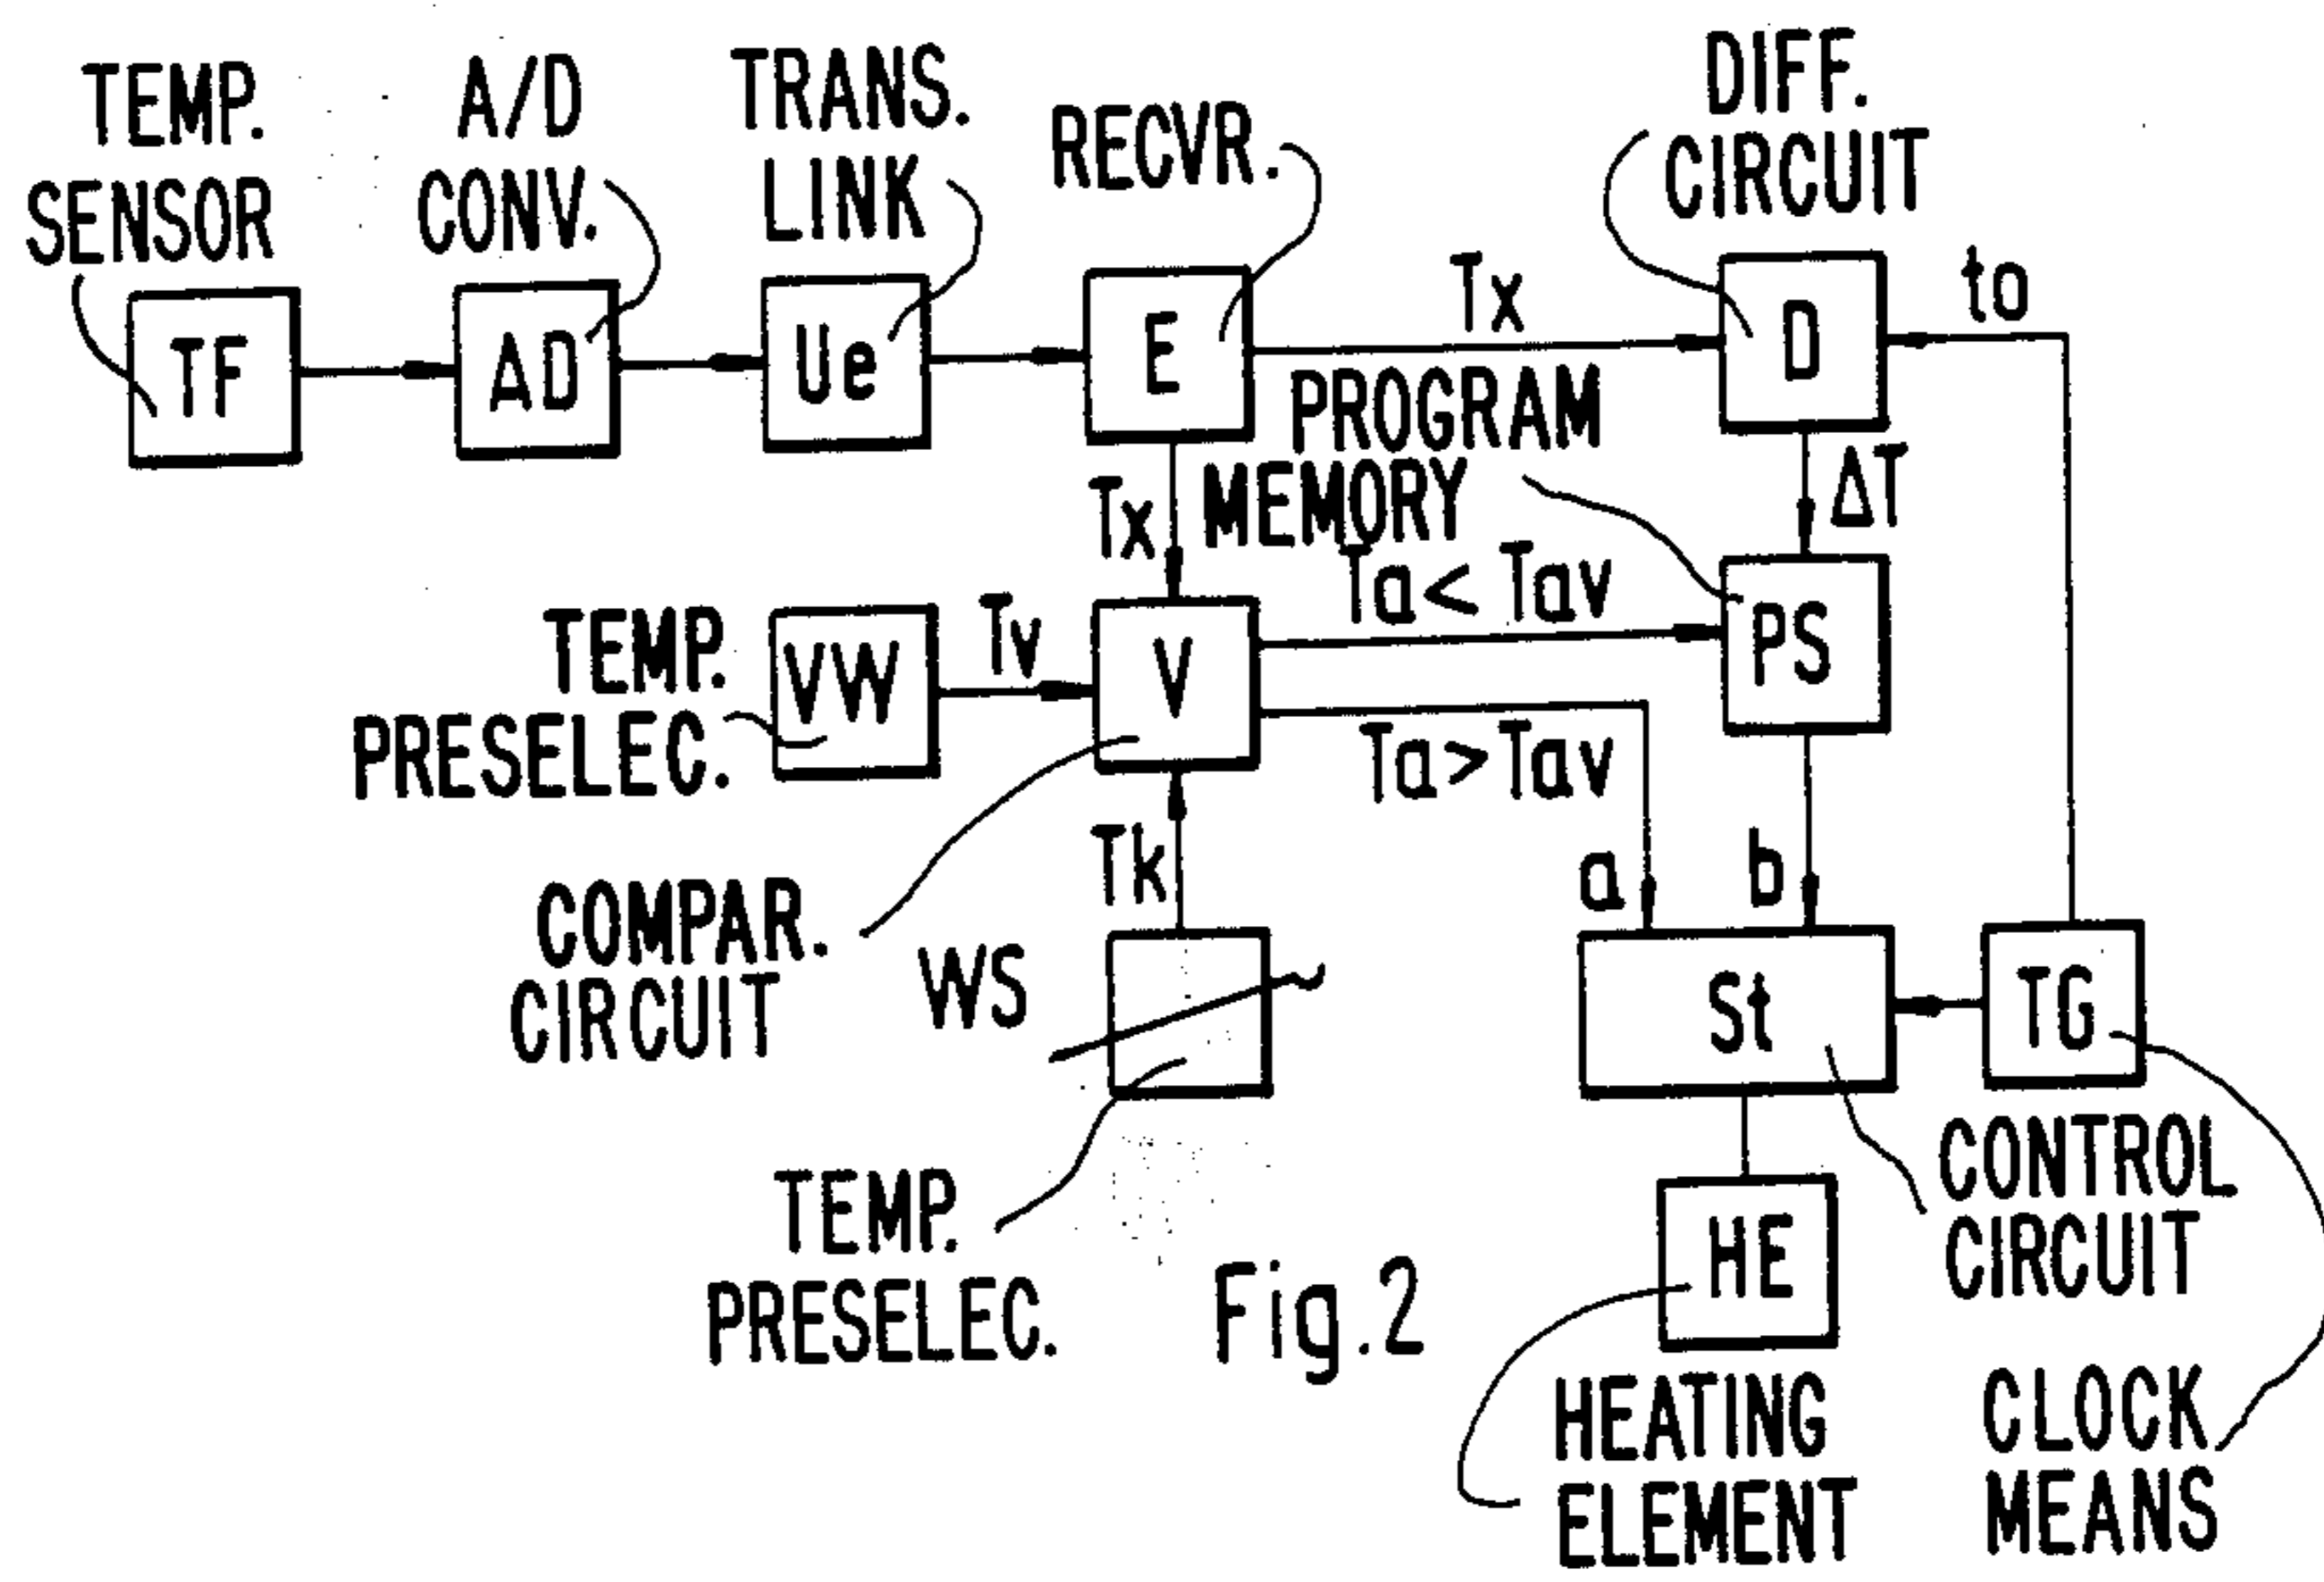 TEMP.
SENSOR
A/D
CONV.
TRANS.
LINK
RECVR.
DIFF.
CIRCUIT
TF
AD
Ue
E
Tx
D
to
PROGRAM
MEMORY
Tx
ΔT
Ta < Tav
TEMP.
PRESELEC.
VW
Tv
V
PS
Ta > Tav
Tk
a
b
COMPAR.
CIRCUIT
WS
St
TG
TEMP.
PRESELEC.
CONTROL
CIRCUIT
HE
Fig.2
HEATING
ELEMENT
CLOCK
MEANS